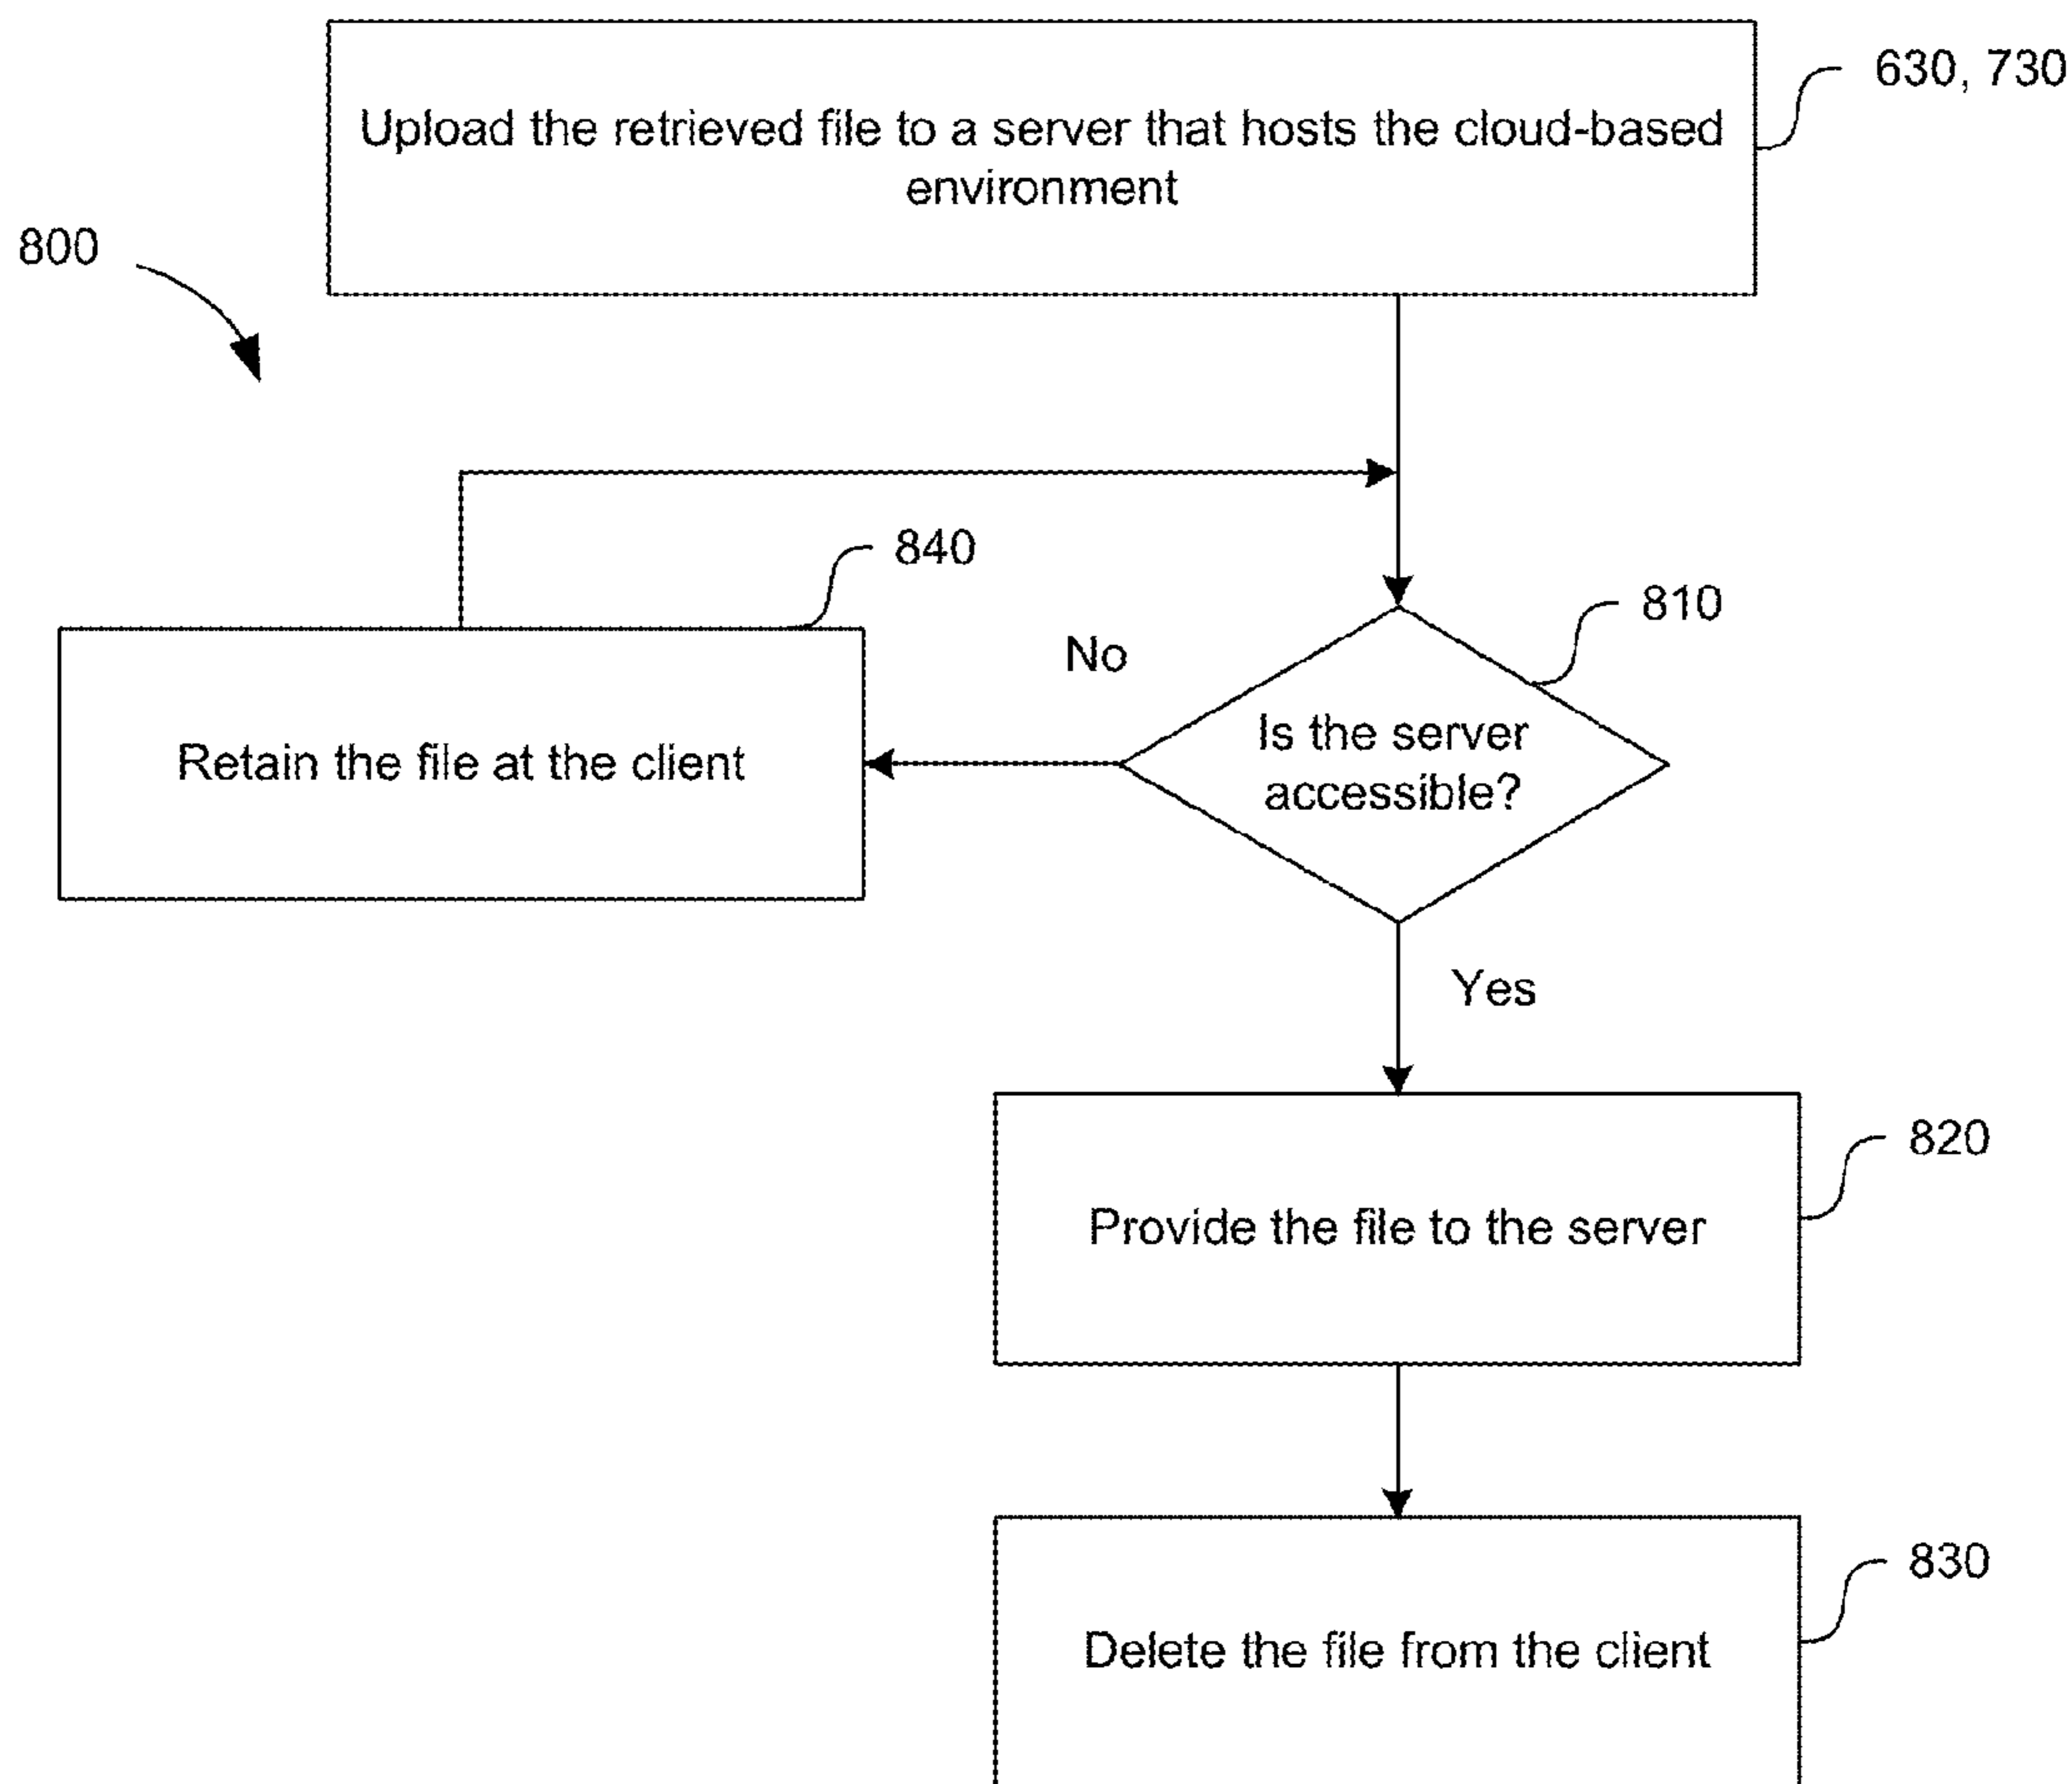 630, 730
Upload the retrieved file to a server that hosts the cloud-based
environment
800
840
810
No
Is the server
accessible?
Retain the file at the client
Yes
820
Provide the file to the server
830
Delete the file from the client